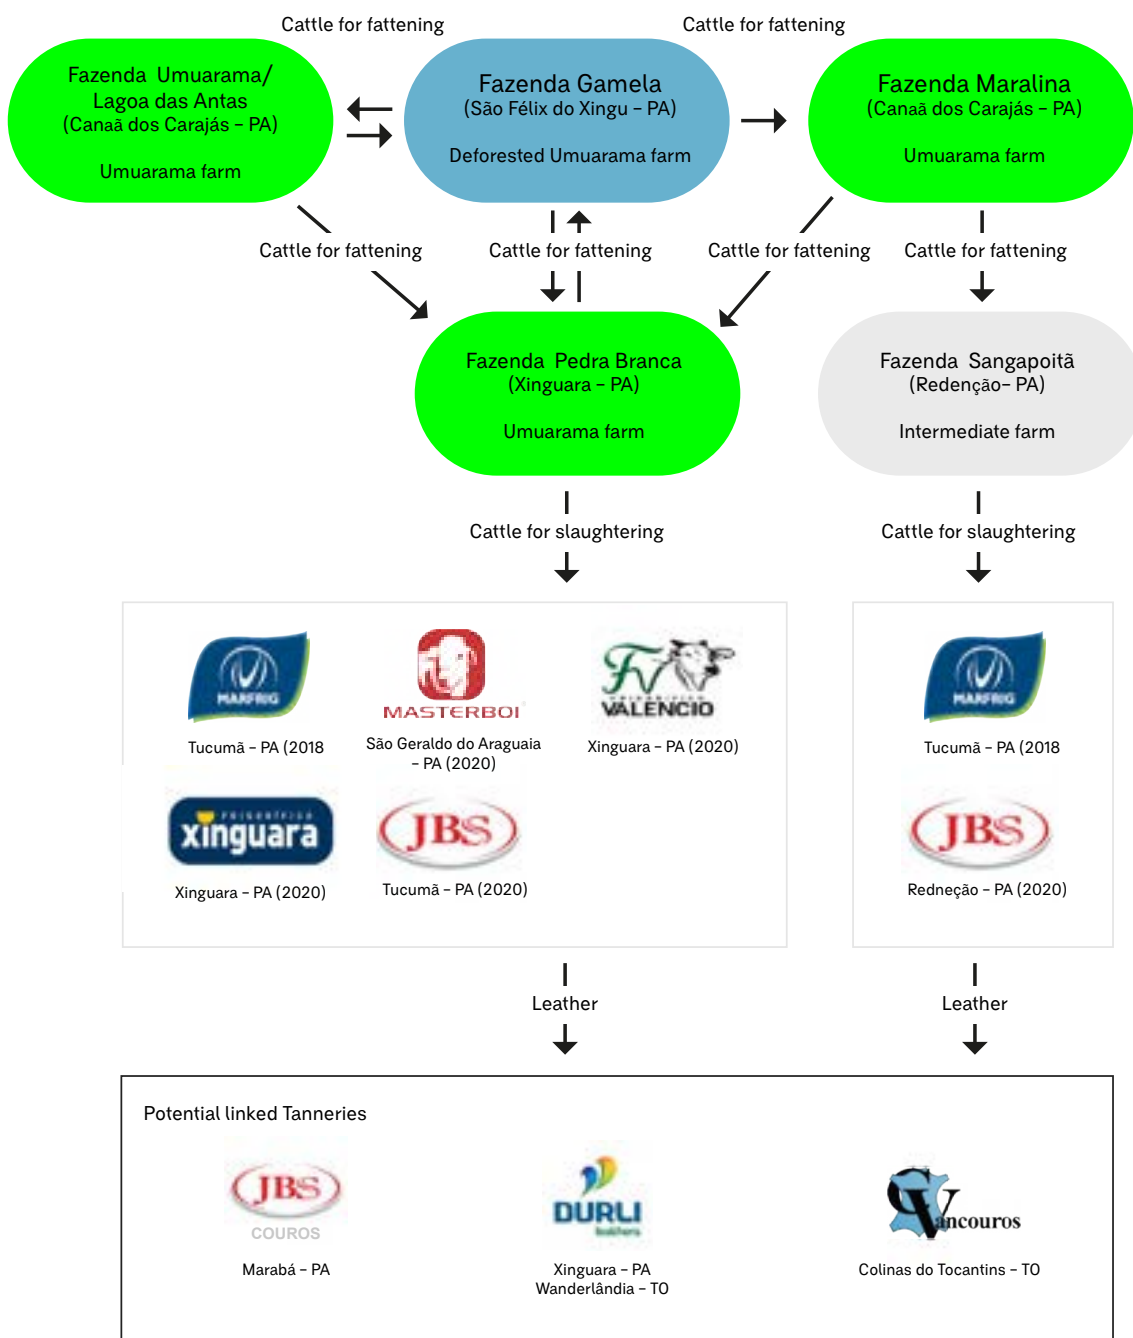 Cattle for fattening
Cattle for fattening
Fazenda Umuarama/
Lagoa das Antas
(Canaã dos Carajás – PA)
Umuarama farm
Fazenda Gamela
(São Félix do Xingu – PA)
Deforested Umuarama farm
Fazenda Maralina
(Canaã dos Carajás – PA)
Umuarama farm
Cattle for fattening
Cattle for fattening
Cattle for fattening
Cattle for fattening
Fazenda Pedra Branca
(Xinguara – PA)
Umuarama farm
Fazenda Sangapoitã
(Redenção– PA)
Intermediate farm
Cattle for slaughtering
Cattle for slaughtering
MARFRIG
Tucumã – PA (2018
MASTERBOI
São Geraldo do Araguaia
– PA (2020)
FV
FRIGORÍFICO
VALENCIO
Xinguara – PA (2020)
MARFRIG
Tucumã – PA (2018
FRIGORÍFICO
xinguara
Xinguara – PA (2020)
JBS
Tucumã – PA (2020)
JBS
Redneção – PA (2020)
Leather
Leather
Potential linked Tanneries
JBS
COUROS
Marabá – PA
DURLI
leathers
Xinguara – PA
Wanderlândia – TO
CVancouros
Colinas do Tocantins – TO